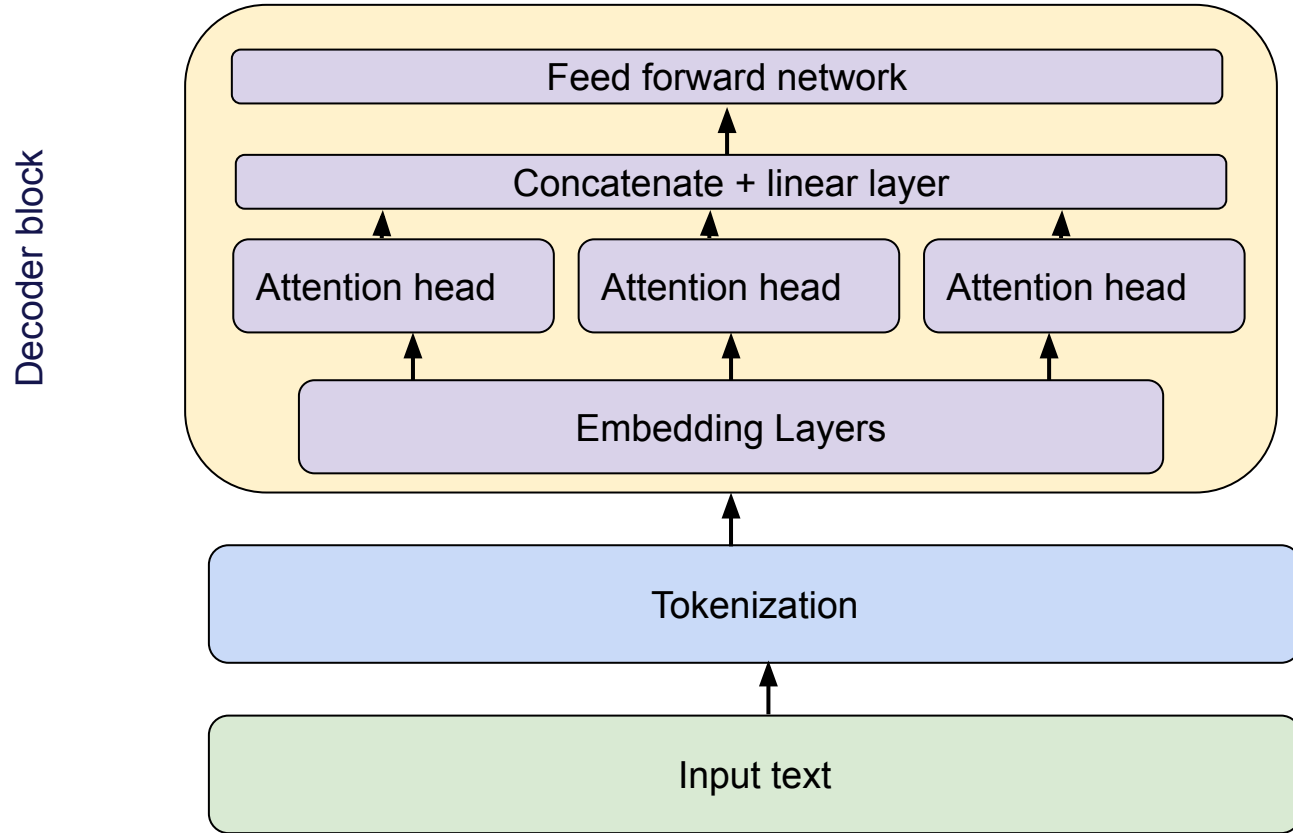 Decoder block
Feed forward network
Concatenate + linear layer
Attention head
Attention head
Attention head
Embedding Layers
Tokenization
Input text